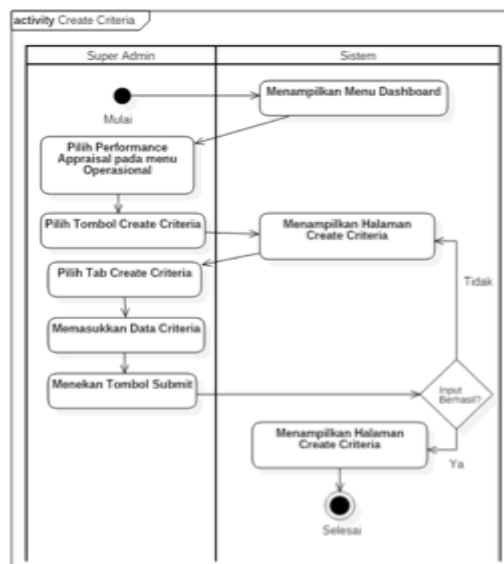 activity Create Criteria
Super Admin
Sistem
Mulai
Menampilkan Menu Dashboard
Pilih Performance
Appraisal pada menu
Operasional
Pilih Tombol Create Criteria
Menampilkan Halaman
Create Criteria
Pilih Tab Create Criteria
Tidak
Memasukkan Data Criteria
Menekan Tombol Submit
Input
Berhasil?
Menampilkan Halaman
Create Criteria
Ya
Selesai